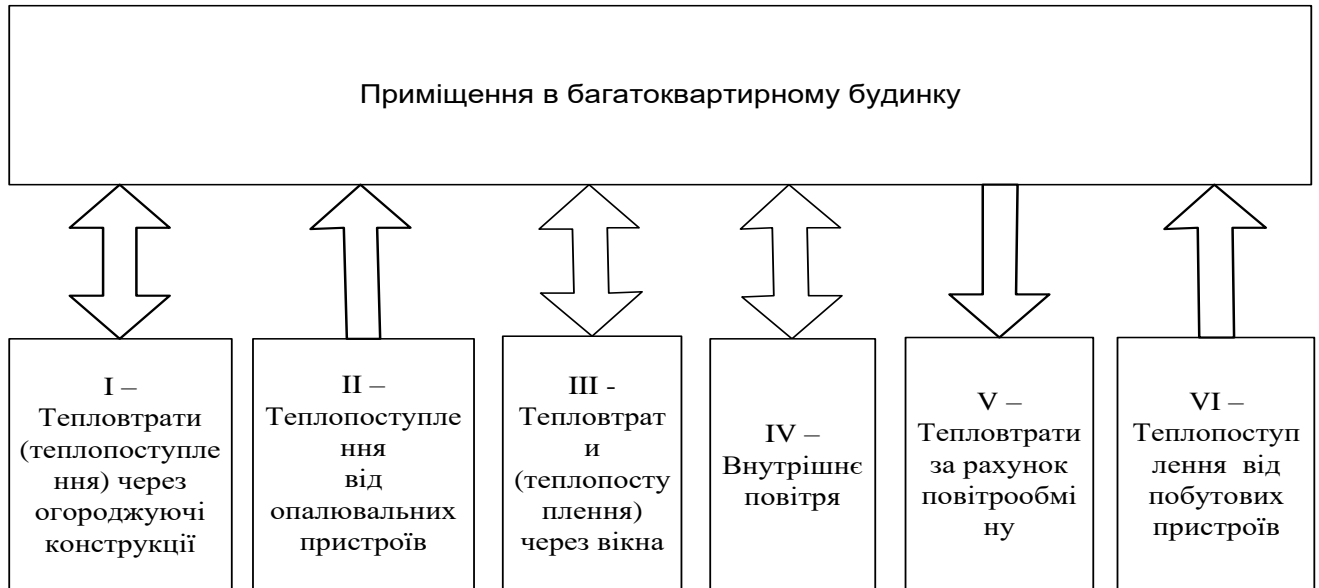 Приміщення в багатоквартирному будинку
I –
Тепловтрати
(теплопоступле
ння) через
огороджуючі
конструкції
II –
Теплопоступле
ння
від
опалювальних
пристроїв
III -
Тепловтрат
и
(теплопосту
плення)
через вікна
IV –
Внутрішнє
повітря
V –
Тепловтрати
за рахунок
повітрообмі
ну
VI –
Теплопоступ
лення від
побутових
пристроїв